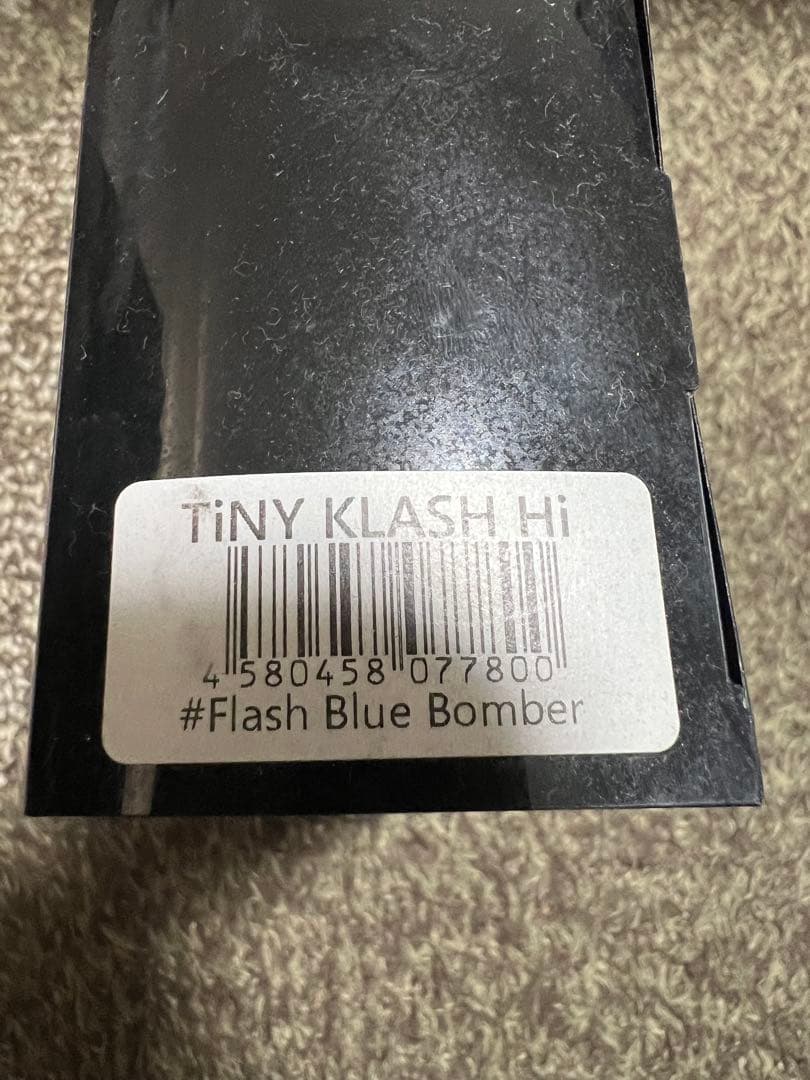 TiNY KLASH Hi
4 580458 077800
#Flash Blue Bomber